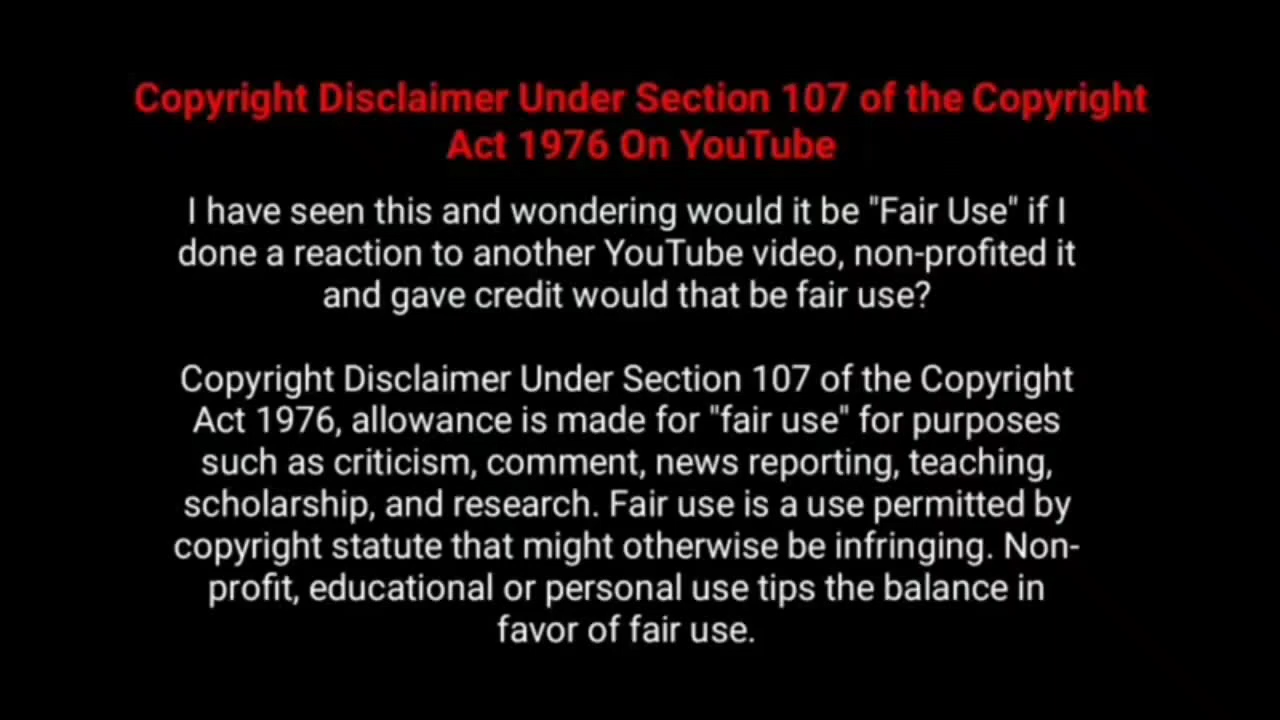 Copyright Disclaimer Under Section 107 of the Copyright
Act 1976 On YouTube
I have seen this and wondering would it be "Fair Use" if I
done a reaction to another YouTube video, non-profited it
and gave credit would that be fair use?
Copyright Disclaimer Under Section 107 of the Copyright
Act 1976, allowance is made for "fair use" for purposes
such as criticism, comment, news reporting, teaching,
scholarship, and research. Fair use is a use permitted by
copyright statute that might otherwise be infringing. Non-
profit, educational or personal use tips the balance in
favor of fair use.